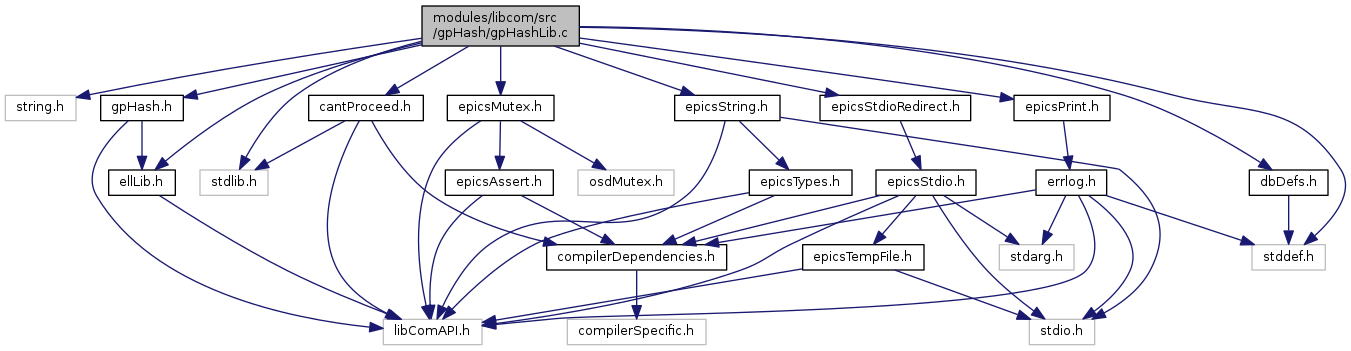 modules/libcom/src
/gpHash/gpHashLib.c
string.h
gpHash.h
cantProceed.h
epicsMutex.h
epicsString.h
epicsStdioRedirect.h
epicsPrint.h
ellLib.h
stdlib.h
epicsAssert.h
osdMutex.h
epicsTypes.h
epicsStdio.h
errlog.h
dbDefs.h
compilerDependencies.h
epicsTempFile.h
stdarg.h
stddef.h
libComAPI.h
compilerSpecific.h
stdio.h